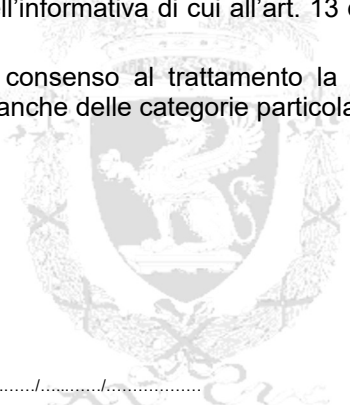 ll'informativa di cui all'art. 13
consenso al trattamento la
anche delle categorie particola
....../........../...................